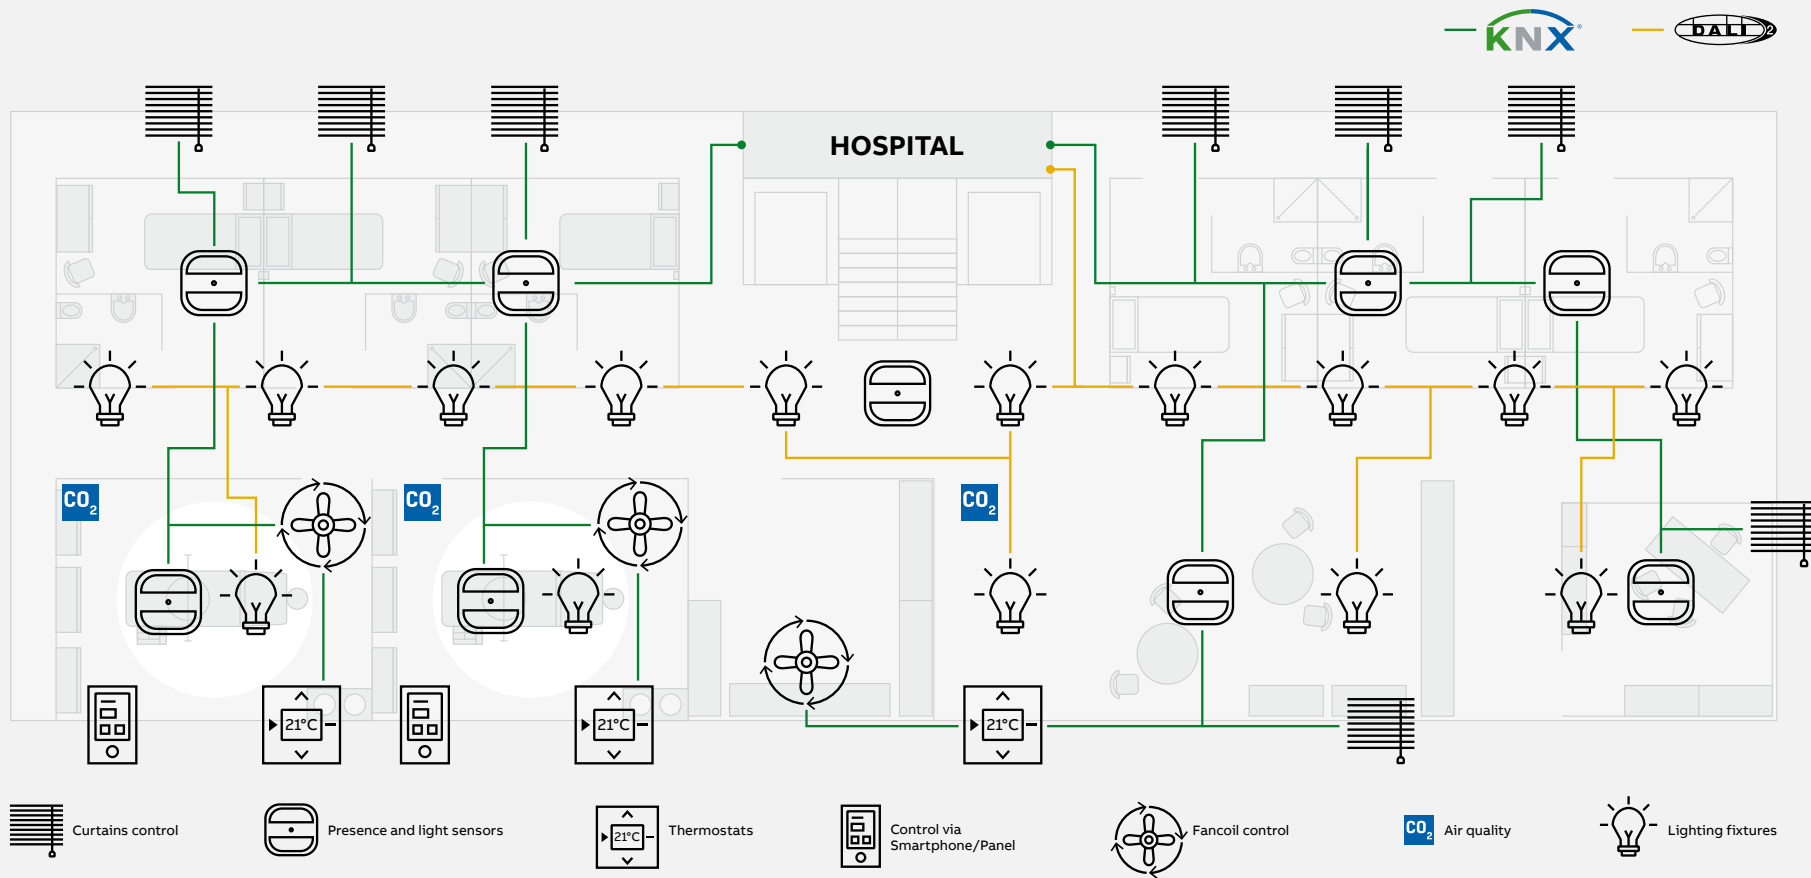 KNX®
DALI 2
HOSPITAL
CO2
CO2
CO2
21°C
21°C
21°C
Curtains control
Presence and light sensors
21°C
Thermostats
Control via
Smartphone/Panel
Fancoil control
CO2
Air quality
Lighting fixtures